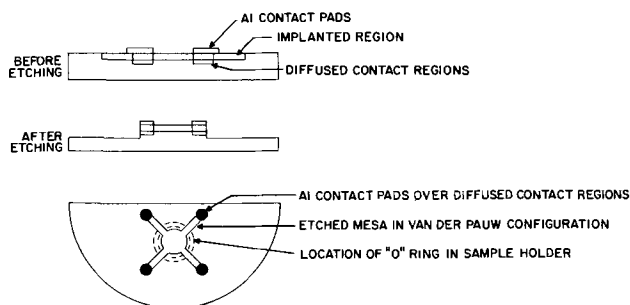 Al CONTACT PADS
IMPLANTED REGION
BEFORE
ETCHING
DIFFUSED CONTACT REGIONS
AFTER
ETCHING
Al CONTACT PADS OVER DIFFUSED CONTACT REGIONS
ETCHED MESA IN VAN DER PAUW CONFIGURATION
LOCATION OF "O" RING IN SAMPLE HOLDER